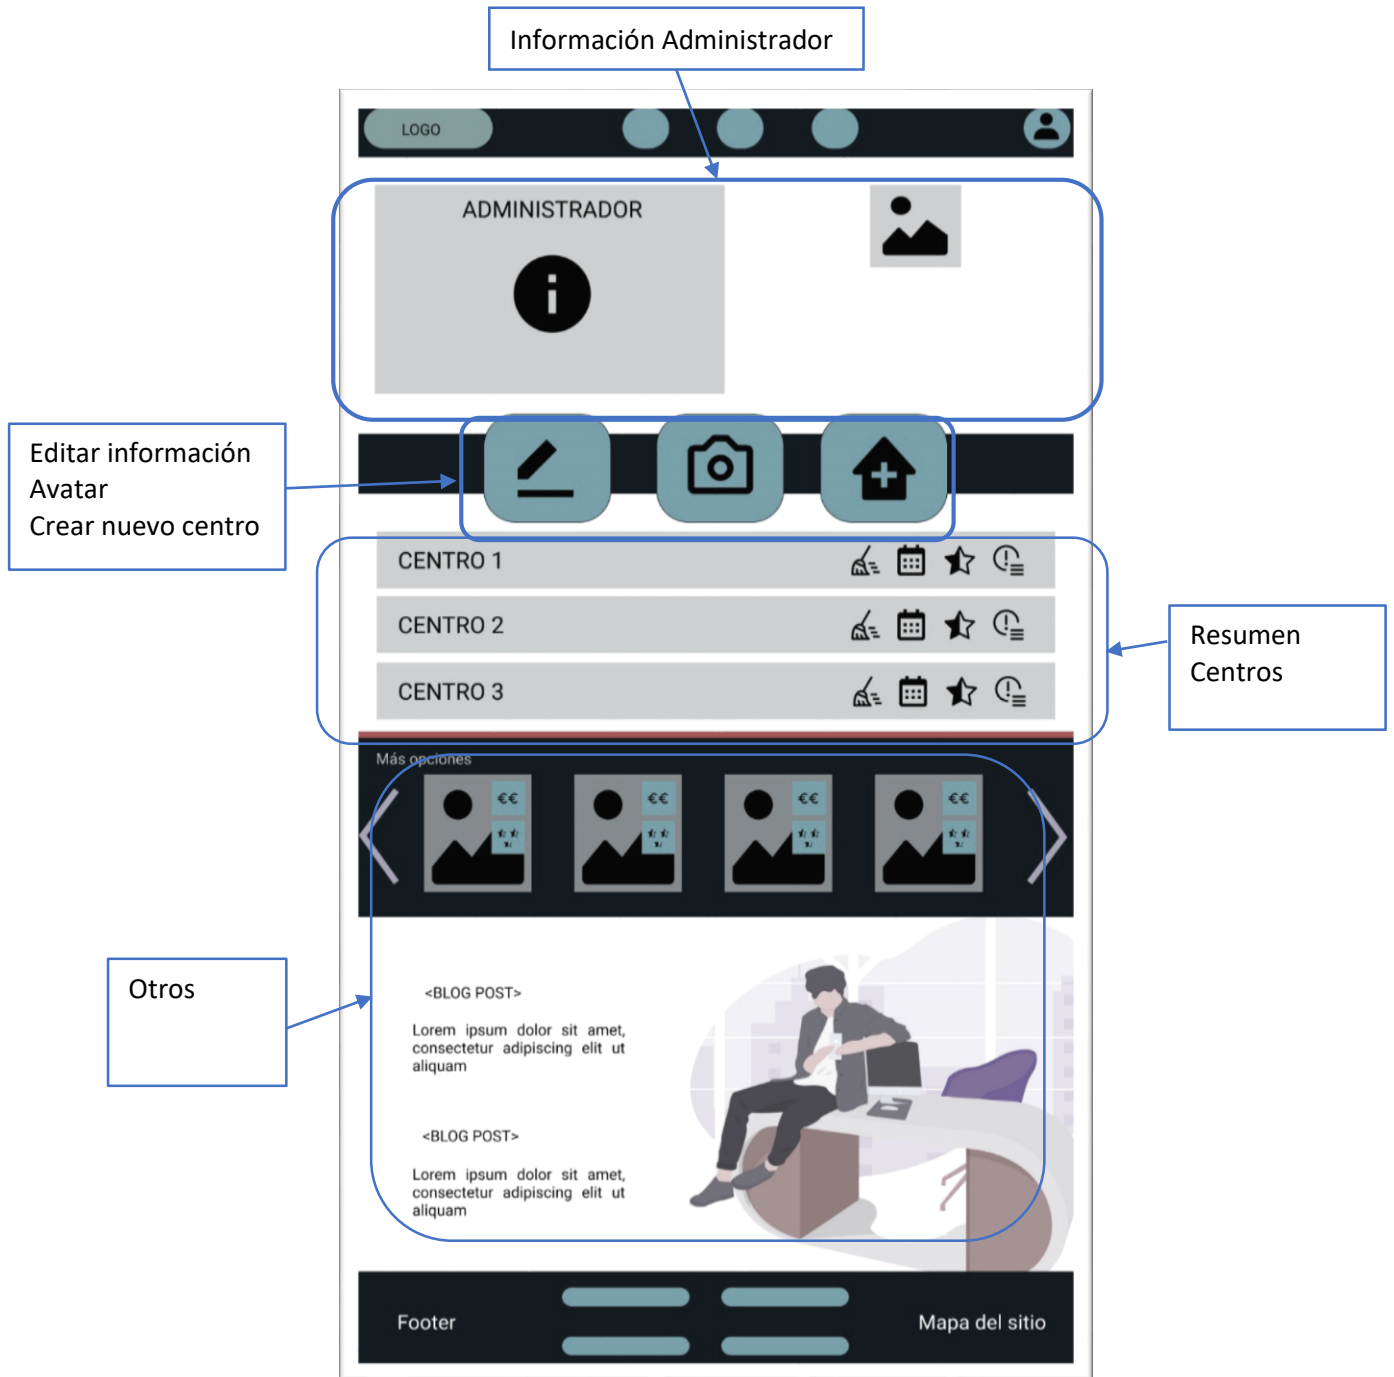 Información Administrador
LOGO
ADMINISTRADOR
Editar información
Avatar
Crear nuevo centro
CENTRO 1
CENTRO 2
CENTRO 3
Resumen
Centros
Más opciones
€€
€€
€€
€€
Otros
<BLOG POST>
Lorem ipsum dolor sit amet,
consectetur adipiscing elit ut
aliquam
<BLOG POST>
Lorem ipsum dolor sit amet,
consectetur adipiscing elit ut
aliquam
Footer
Mapa del sitio